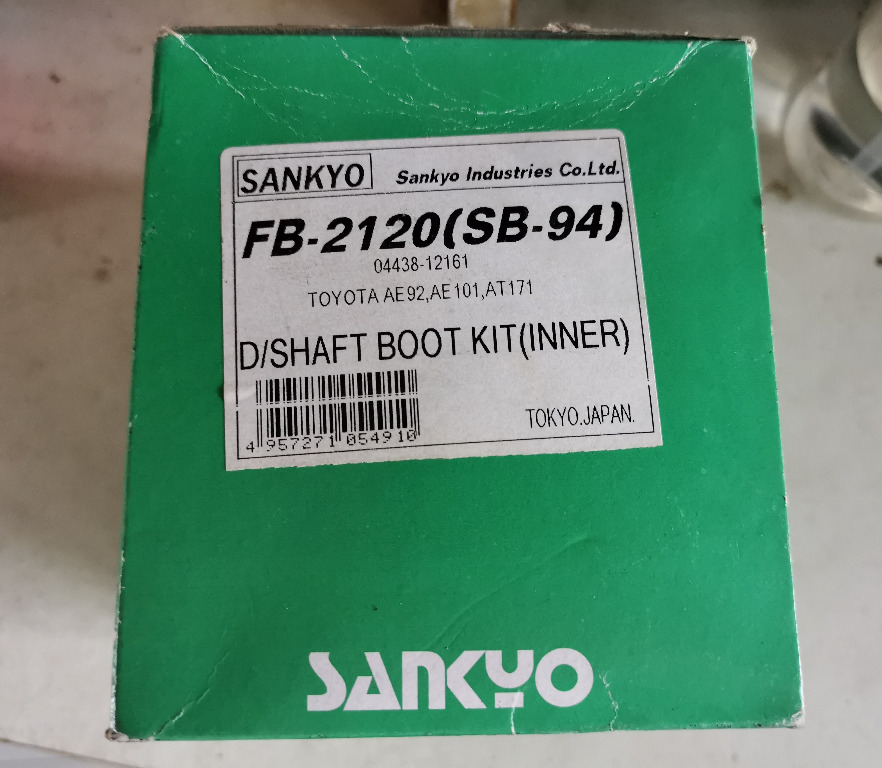 SANKYO Sankyo Industries Co.Ltd.
FB-2120(SB-94)
04438-12161
TOYOTA AE92,AE101,AT171
D/SHAFT BOOT KIT(INNER)
4 957271 054910
TOKYO.JAPAN.
SANKYO